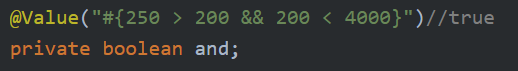 @Value("#{250 > 200 && 200 < 4000}")//true
private boolean and;